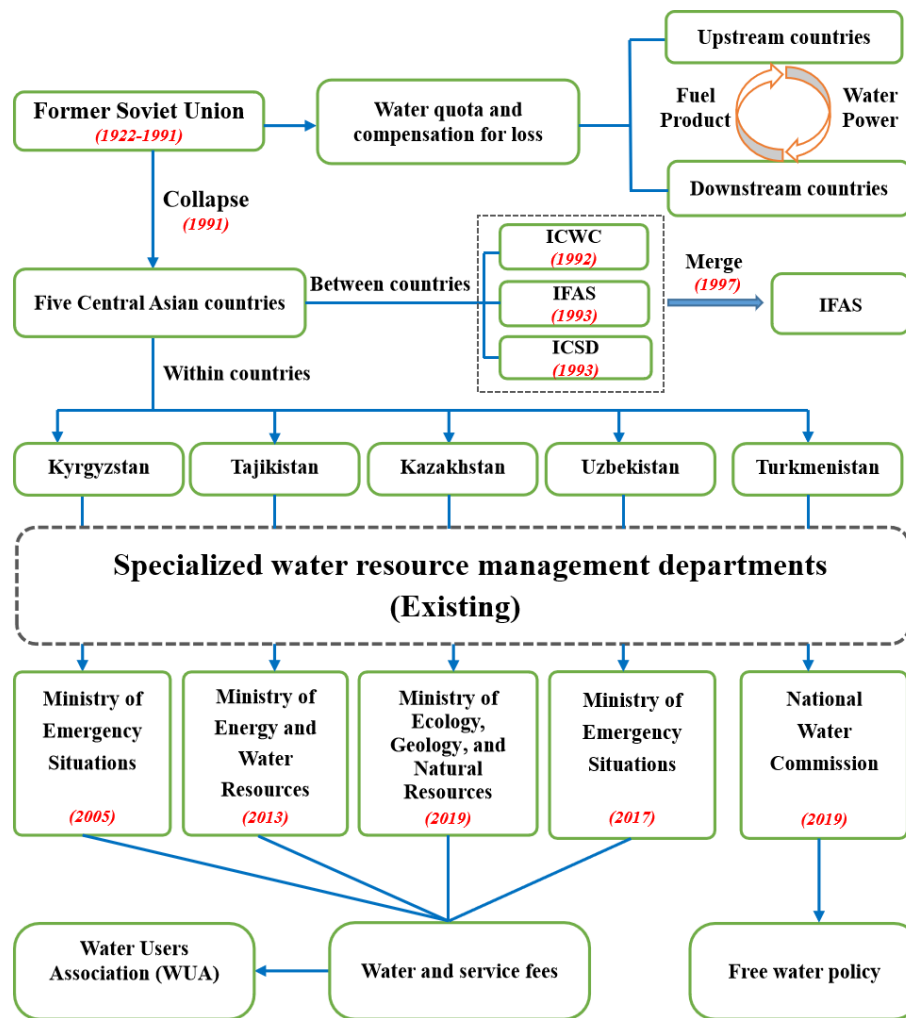 Upstream countries
Former Soviet Union
(1922-1991)
Water quota and
compensation for loss
Fuel
Product
Water
Power
Downstream countries
Collapse
(1991)
ICWC
(1992)
Five Central Asian countries
Between countries
IFAS
(1993)
Merge
(1997)
IFAS
ICSD
(1993)
Within countries
Kyrgyzstan
Tajikistan
Kazakhstan
Uzbekistan
Turkmenistan
Specialized water resource management departments
(Existing)
Ministry of
Emergency
Situations
(2005)
Ministry of
Energy and
Water
Resources
(2013)
Ministry of
Ecology,
Geology, and
Natural
Resources
(2019)
Ministry of
Emergency
Situations
(2017)
National
Water
Commission
(2019)
Water Users
Association (WUA)
Water and service fees
Free water policy